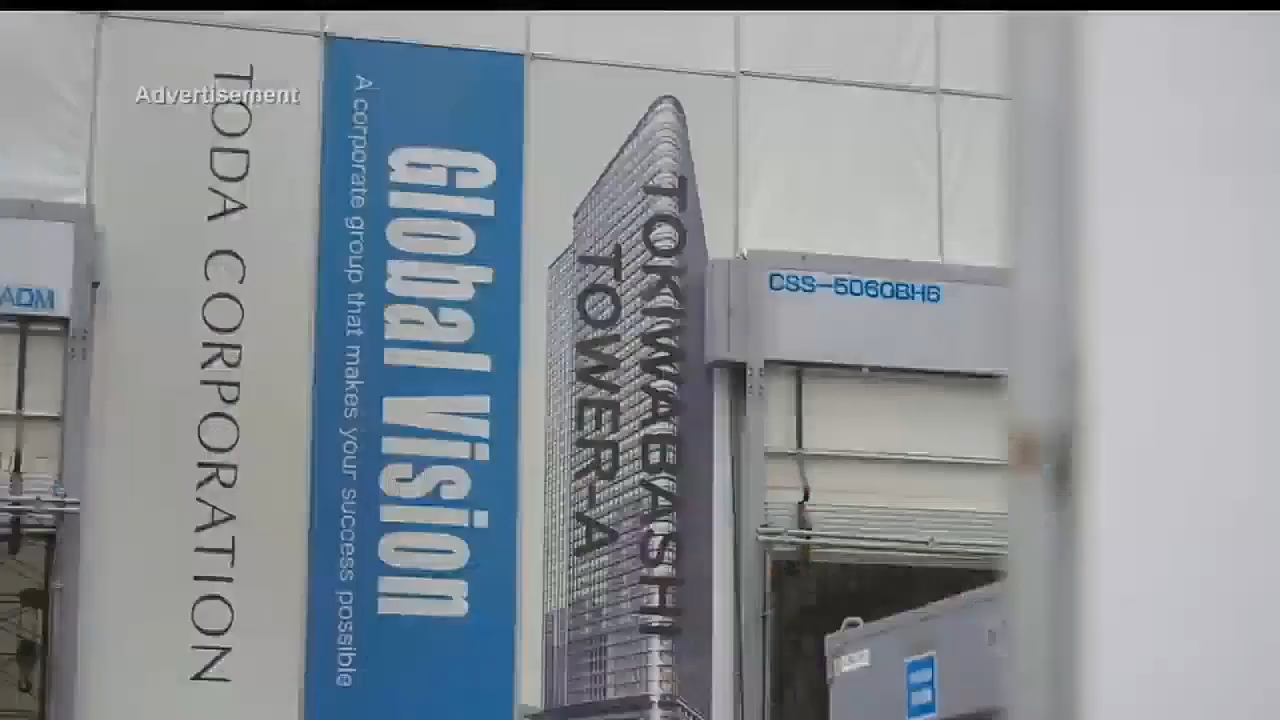 Advertisement
TODA CORPORATION
A corporate group that makes your success possible
Global Vision
TOKIWABASHI
TOWER-A
CSS-5060BH6
ADM